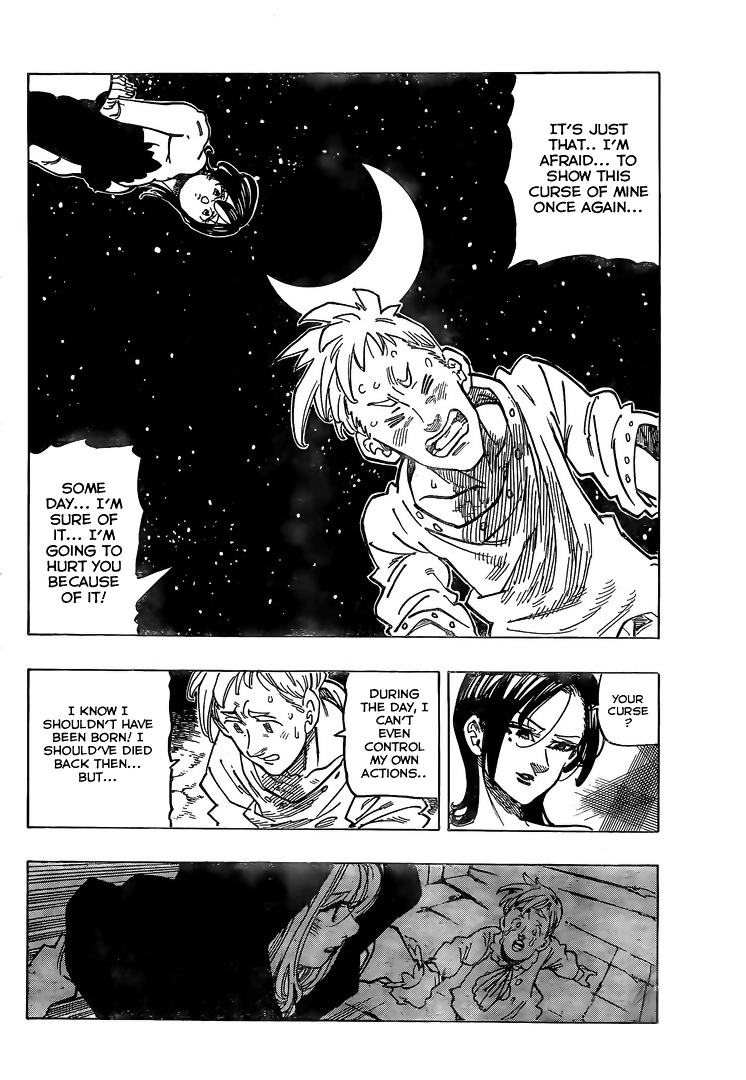 IT'S JUST
THAT.. I'M
AFRAID... TO
SHOW THIS
CURSE OF MINE
ONCE AGAIN...
SOME
DAY... I'M
SURE OF
IT... I'M
GOING TO
HURT YOU
BECAUSE
OF IT!
YOUR
CURSE
?
DURING
THE DAY, I
CAN'T
EVEN
CONTROL
MY OWN
ACTIONS..
I KNOW I
SHOULDN'T HAVE
BEEN BORN! I
SHOULD'VE DIED
BACK THEN...
BUT...